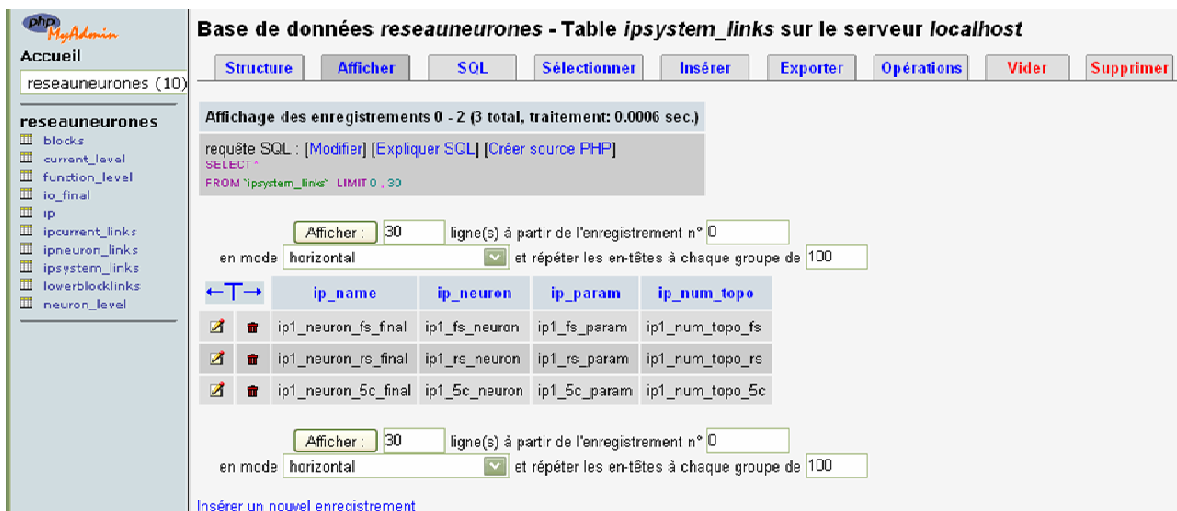 php
MyAdmin
Accueil
reseauneurones (10)
reseauneurones
blocks
current_level
function_level
io_final
ip
ipcurrent_links
ipneuron_links
ipsystem_links
lowerblocklinks
neuron_level
Base de données reseauneurones - Table ipsystem_links sur le serveur localhost
Structure Afficher SQL Sélectionner Insérer Exporter Opérations Vider Supprimer
Affichage des enregistrements 0 - 2 (3 total, traitement: 0.0006 sec.)
requête SQL : [Modifier] [Expliquer SQL] [Créer source PHP]
SELECT *
FROM `ipsystem_links` LIMIT 0 , 30
Afficher : 30 ligne(s) à partir de l'enregistrement n° 0
en mode horizontal et répéter les en-têtes à chaque groupe de 100
←T→ ip_name ip_neuron ip_param ip_num_topo
ip1_neuron_fs_final ip1_fs_neuron ip1_fs_param ip1_num_topo_fs
ip1_neuron_rs_final ip1_rs_neuron ip1_rs_param ip1_num_topo_rs
ip1_neuron_5c_final ip1_5c_neuron ip1_5c_param ip1_num_topo_5c
Afficher : 30 ligne(s) à partir de l'enregistrement n° 0
en mode horizontal et répéter les en-têtes à chaque groupe de 100
Insérer un nouvel enregistrement